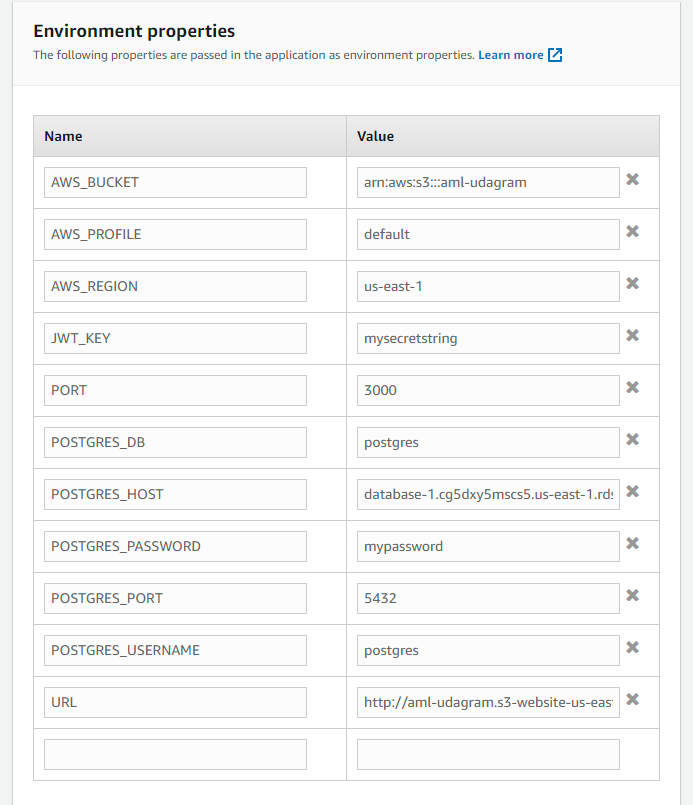 Environment properties
The following properties are passed in the application as environment properties. Learn more
Name Value
AWS_BUCKET arn:aws:s3:::aml-udagram
AWS_PROFILE default
AWS_REGION us-east-1
JWT_KEY mysecretstring
PORT 3000
POSTGRES_DB postgres
POSTGRES_HOST database-1.cg5dxy5mscs5.us-east-1.rds
POSTGRES_PASSWORD mypassword
POSTGRES_PORT 5432
POSTGRES_USERNAME postgres
URL http://aml-udagram.s3-website-us-eas